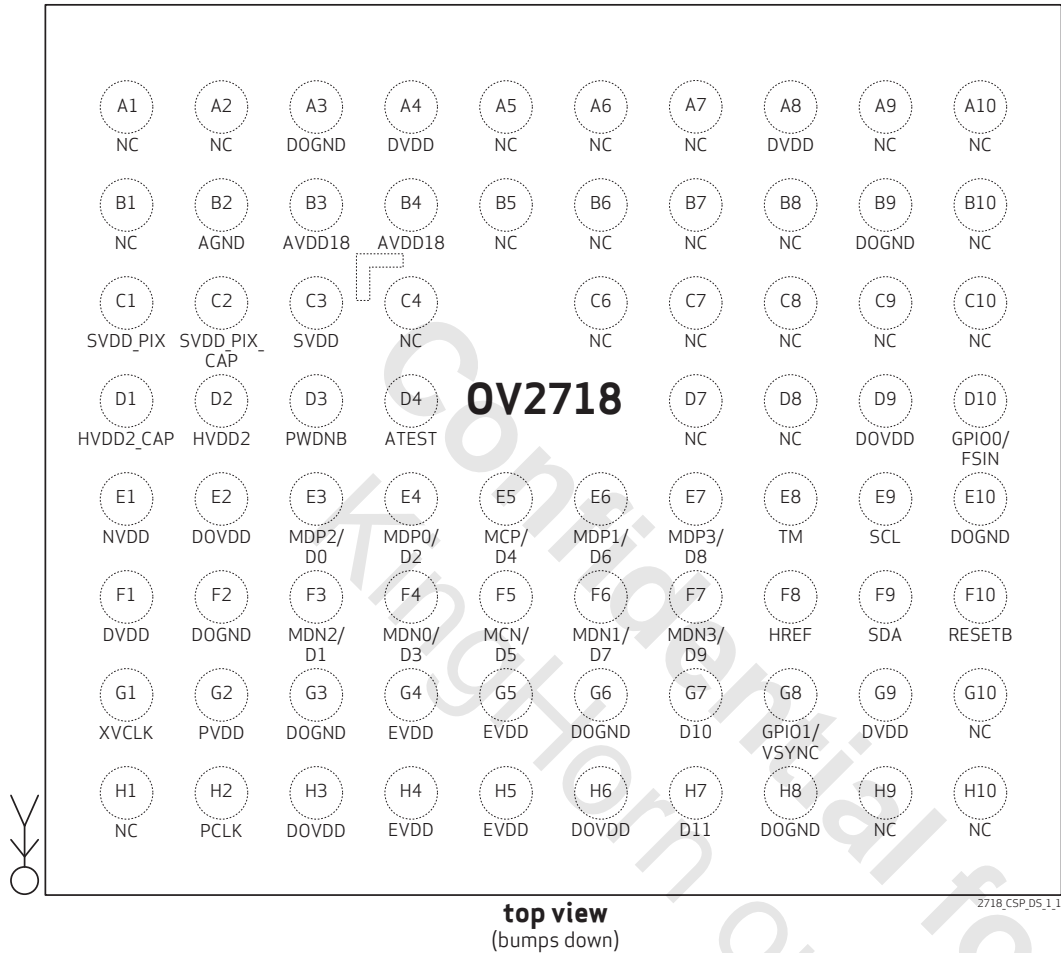 A1 A2 A3 A4 A5 A6 A7 A8 A9 A10
NC NC DOGND DVDD NC NC NC DVDD NC NC
B1 B2 B3 B4 B5 B6 B7 B8 B9 B10
NC AGND AVDD18 AVDD18 NC NC NC NC DOGND NC
C1 C2 C3 C4 C6 C7 C8 C9 C10
SVDD_PIX SVDD_PIX_ SVDD NC NC NC NC NC NC
CAP
D1 D2 D3 D4 OV2718 D7 D8 D9 D10
HVDD2_CAP HVDD2 PWDNB ATEST NC NC DOVDD GPIO0/
FSIN
E1 E2 E3 E4 E5 E6 E7 E8 E9 E10
NVDD DOVDD MDP2/ MDP0/ MCP/ MDP1/ MDP3/ TM SCL DOGND
D0 D2 D4 D6 D8
F1 F2 F3 F4 F5 F6 F7 F8 F9 F10
DVDD DOGND MDN2/ MDN0/ MCN/ MDN1/ MDN3/ HREF SDA RESETB
D1 D3 D5 D7 D9
G1 G2 G3 G4 G5 G6 G7 G8 G9 G10
XVCLK PVDD DOGND EVDD EVDD DOGND D10 GPIO1/ DVDD NC
VSYNC
H1 H2 H3 H4 H5 H6 H7 H8 H9 H10
NC PCLK DOVDD EVDD EVDD DOVDD D11 DOGND NC NC
top view
(bumps down)
2718_CSP_DS_1_1
Confidential fo
KingHorn o